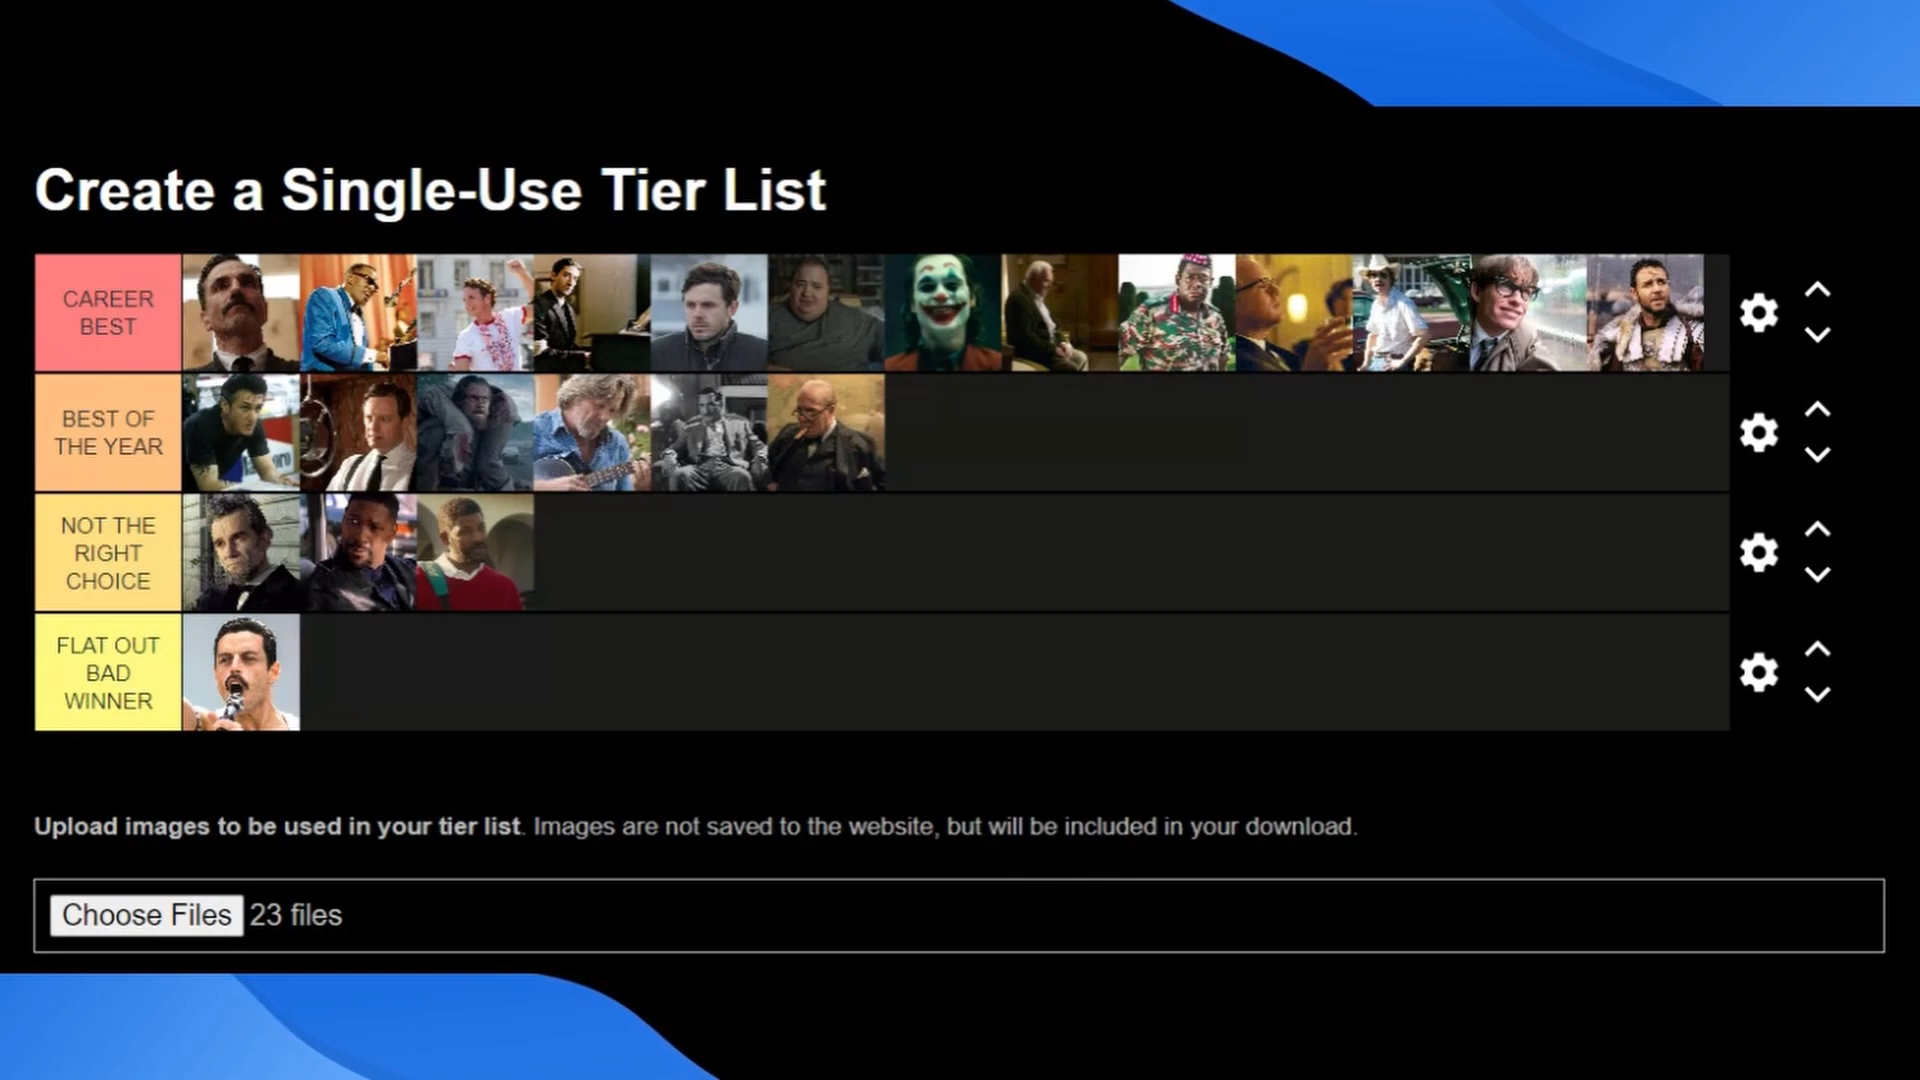 Create a Single-Use Tier List
CAREER
BEST
BEST OF
THE YEAR
NOT THE
RIGHT
CHOICE
FLAT OUT
BAD
WINNER
Upload images to be used in your tier list. Images are not saved to the website, but will be included in your download.
Choose Files 23 files